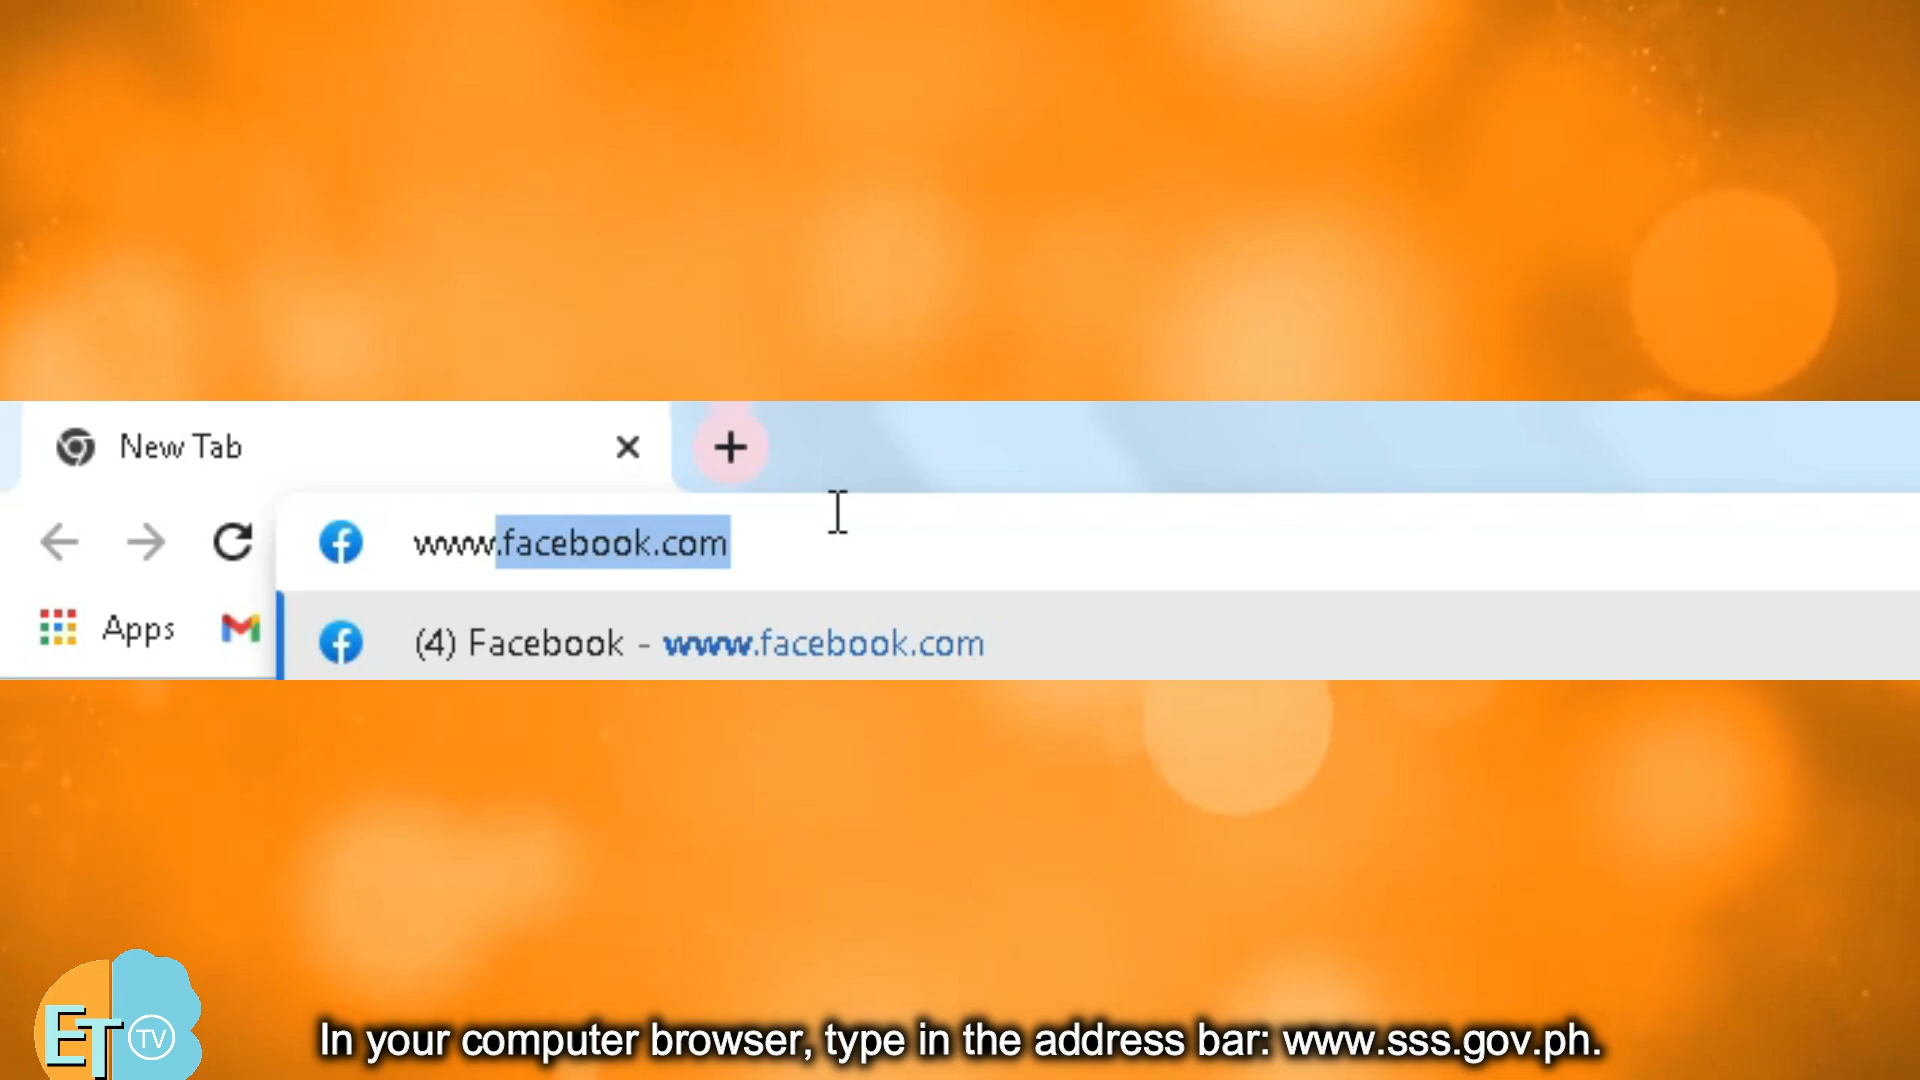 New Tab
www.facebook.com
Apps
(4) Facebook - www.facebook.com
ET TV
In your computer browser, type in the address bar: www.sss.gov.ph.